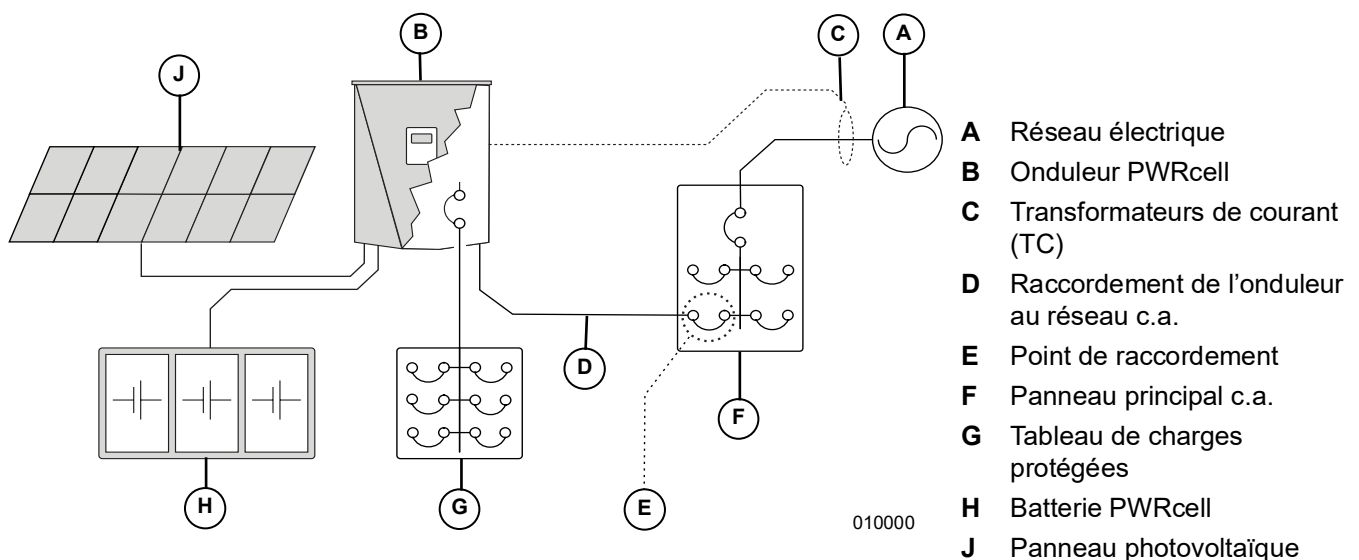 B
C
A
J
A Réseau électrique
B Onduleur PWRcell
C Transformateurs de courant
(TC)
D Raccordement de l’onduleur
au réseau c.a.
E Point de raccordement
F Panneau principal c.a.
G Tableau de charges
protégées
H Batterie PWRcell
J Panneau photovoltaïque
D
F
H
G
E
010000